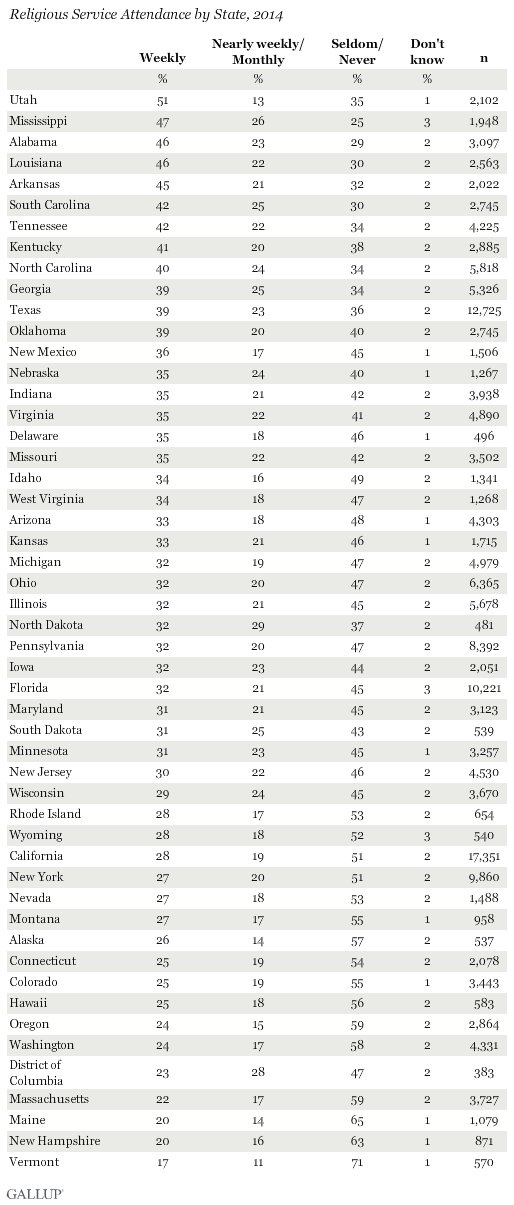 Religious Service Attendance by State, 2014
Weekly Nearly weekly/ Monthly Seldom/ Never Don't know n
% % % %
Utah 51 13 35 1 2,102
Mississippi 47 26 25 3 1,948
Alabama 46 23 29 2 3,097
Louisiana 46 22 30 2 2,563
Arkansas 45 21 32 2 2,022
South Carolina 42 25 30 2 2,745
Tennessee 42 22 34 2 4,225
Kentucky 41 20 38 2 2,885
North Carolina 40 24 34 2 5,818
Georgia 39 25 34 2 5,326
Texas 39 23 36 2 12,725
Oklahoma 39 20 40 2 2,745
New Mexico 36 17 45 1 1,506
Nebraska 35 24 40 1 1,267
Indiana 35 21 42 2 3,938
Virginia 35 22 41 2 4,890
Delaware 35 18 46 1 496
Missouri 35 22 42 2 3,502
Idaho 34 16 49 2 1,341
West Virginia 34 18 47 2 1,268
Arizona 33 18 48 1 4,303
Kansas 33 21 46 1 1,715
Michigan 32 19 47 2 4,979
Ohio 32 20 47 2 6,365
Illinois 32 21 45 2 5,678
North Dakota 32 29 37 2 481
Pennsylvania 32 20 47 2 8,392
Iowa 32 23 44 2 2,051
Florida 32 21 45 3 10,221
Maryland 31 21 45 2 3,123
South Dakota 31 25 43 2 539
Minnesota 31 23 45 1 3,257
New Jersey 30 22 46 2 4,530
Wisconsin 29 24 45 2 3,670
Rhode Island 28 17 53 2 654
Wyoming 28 18 52 3 540
California 28 19 51 2 17,351
New York 27 20 51 2 9,860
Nevada 27 18 53 2 1,488
Montana 27 17 55 1 958
Alaska 26 14 57 2 537
Connecticut 25 19 54 2 2,078
Colorado 25 19 55 1 3,443
Hawaii 25 18 56 2 583
Oregon 24 15 59 2 2,864
Washington 24 17 58 2 4,331
District of
Columbia 23 28 47 2 383
Massachusetts 22 17 59 2 3,727
Maine 20 14 65 1 1,079
New Hampshire 20 16 63 1 871
Vermont 17 11 71 1 570
GALLUP